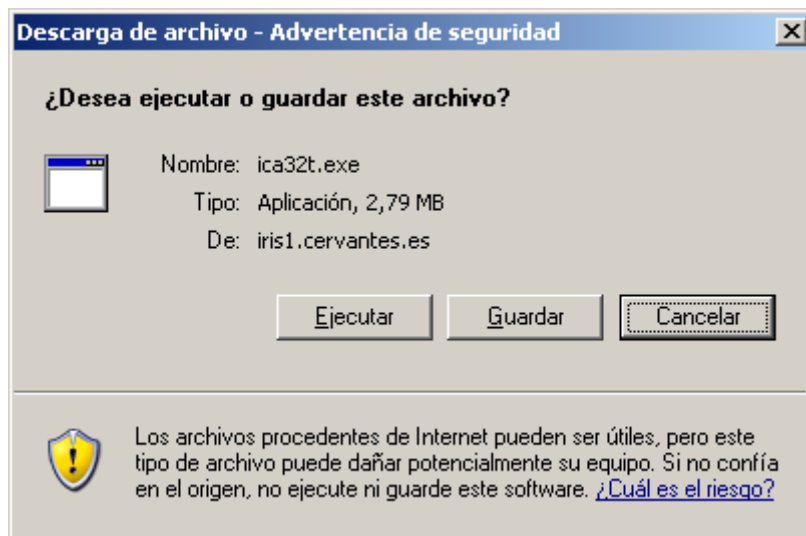 Descarga de archivo - Advertencia de seguridad
¿Desea ejecutar o guardar este archivo?
Nombre: ica32t.exe
Tipo: Aplicación, 2,79 MB
De: iris1.cervantes.es
Ejecutar Guardar Cancelar
Los archivos procedentes de Internet pueden ser útiles, pero este
tipo de archivo puede dañar potencialmente su equipo. Si no confía
en el origen, no ejecute ni guarde este software. ¿Cuál es el riesgo?